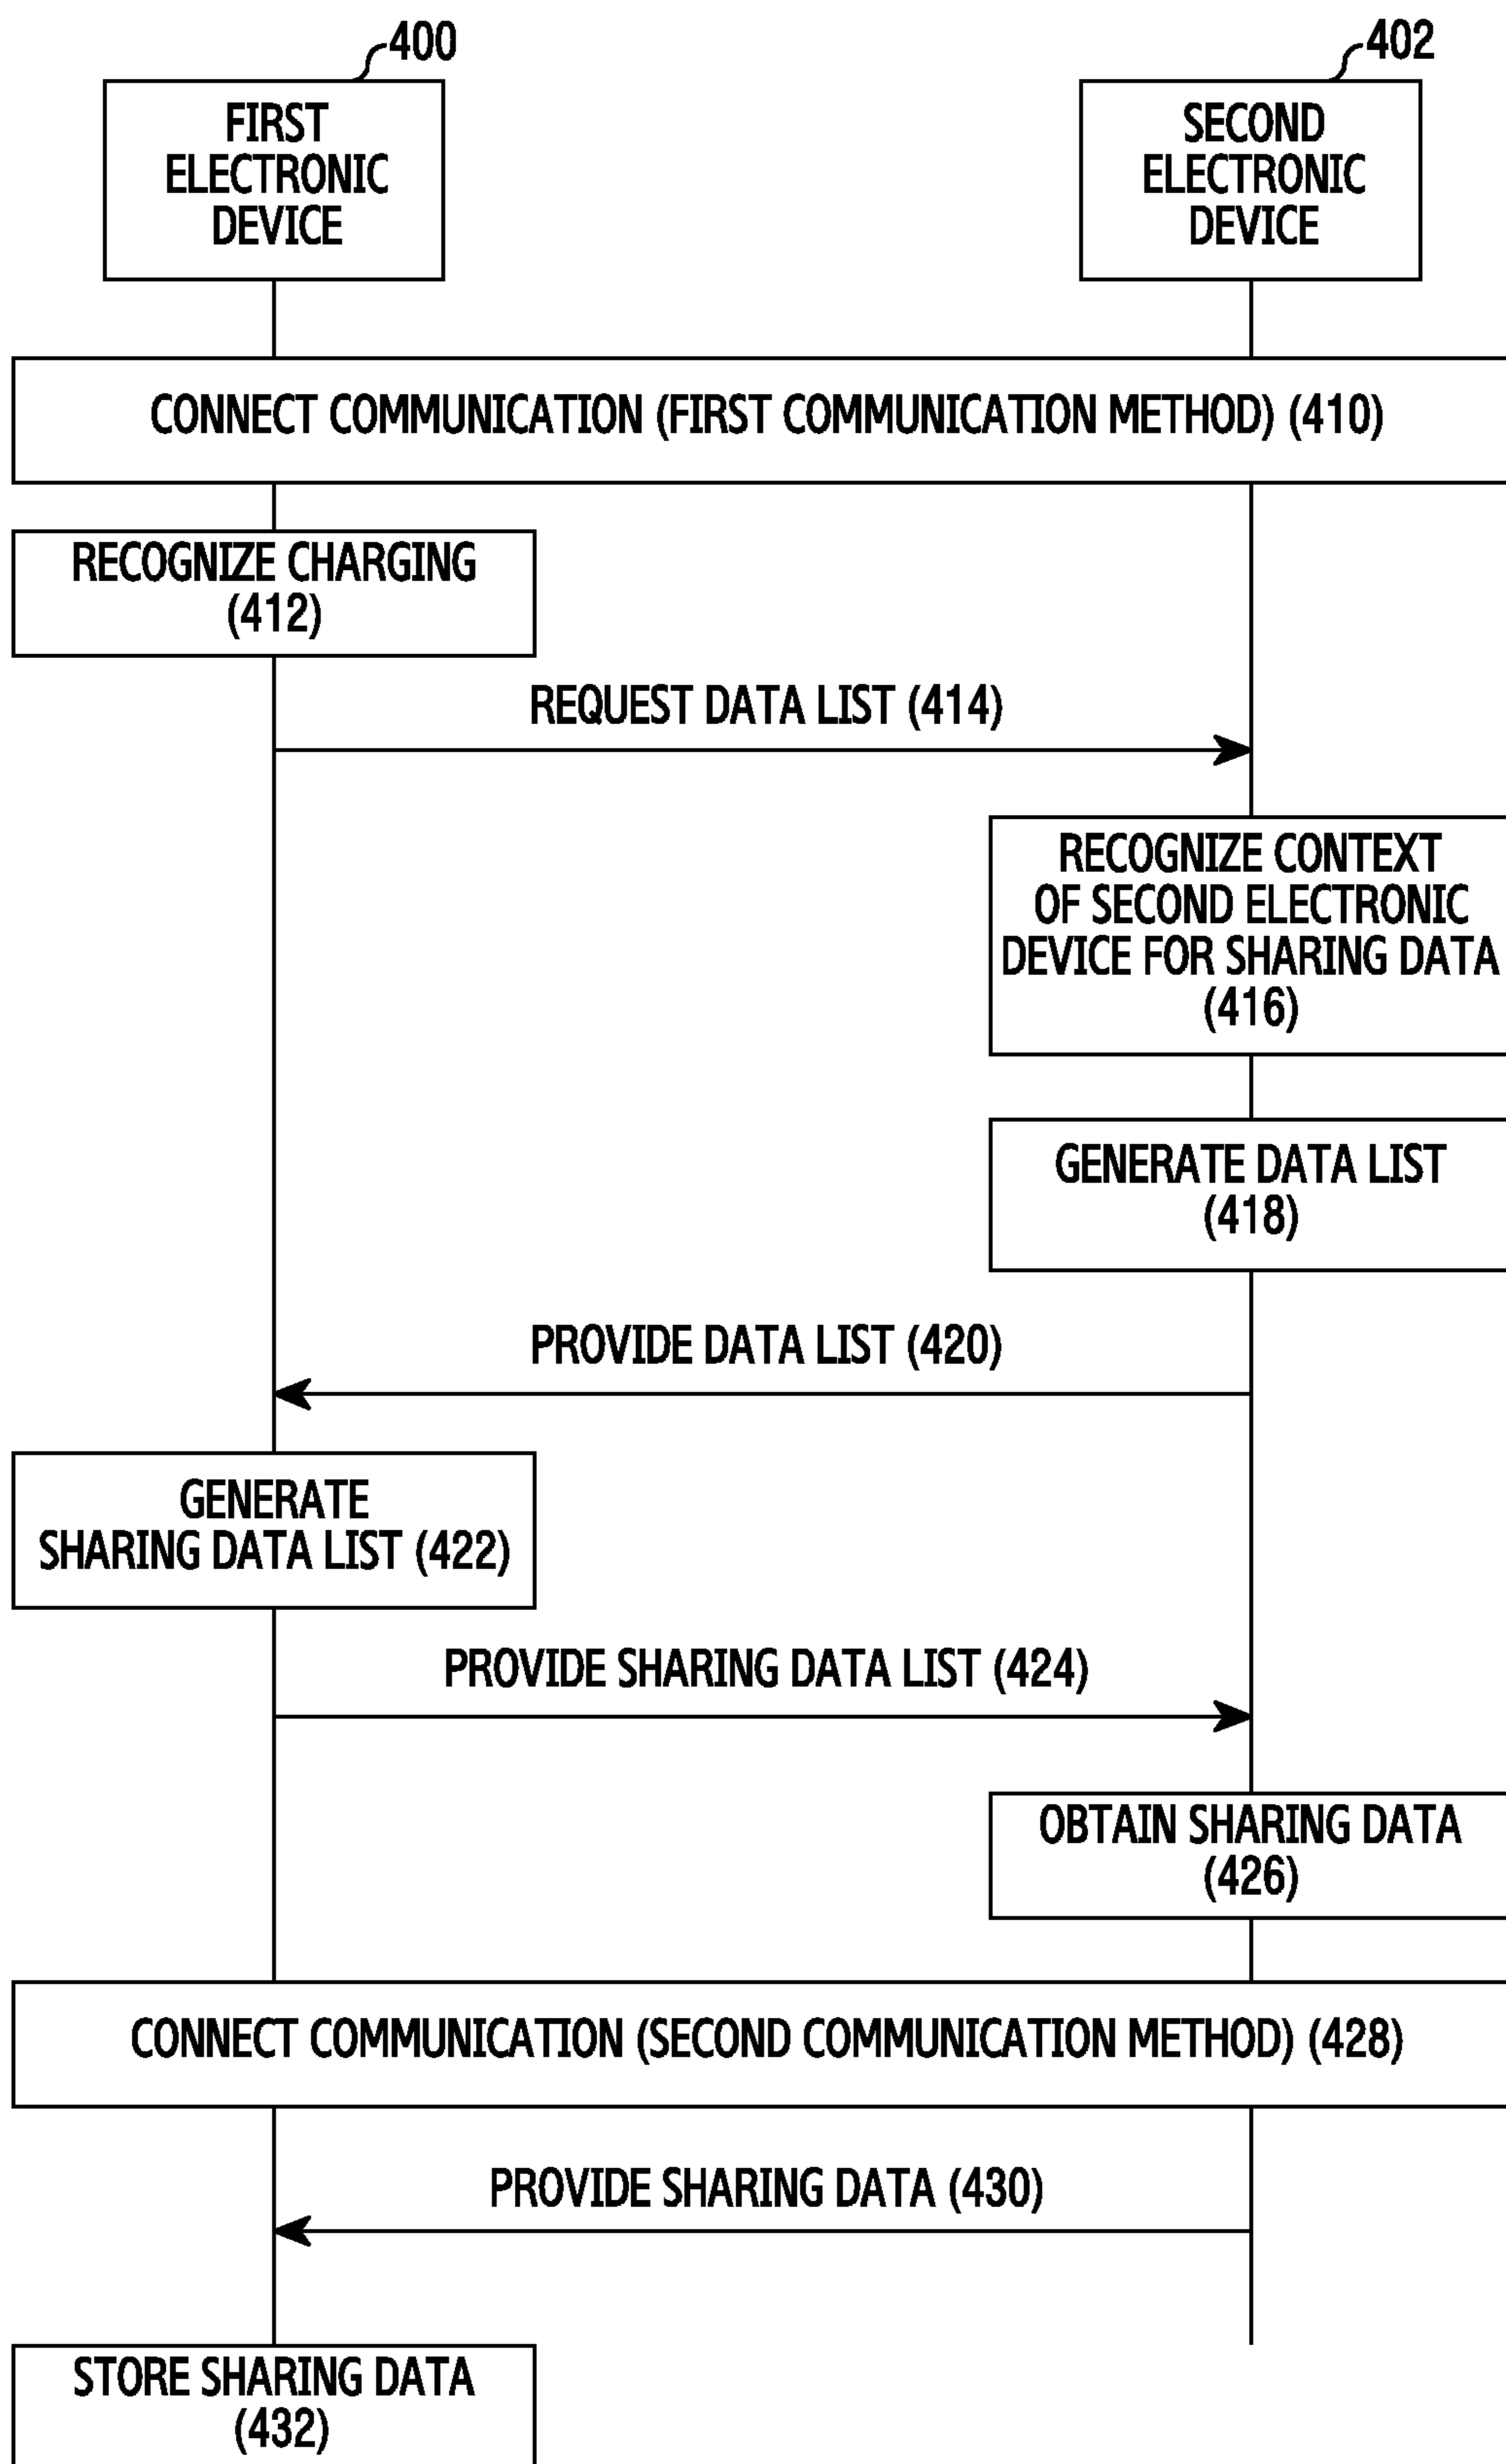 400
402
FIRST
ELECTRONIC
DEVICE
SECOND
ELECTRONIC
DEVICE
CONNECT COMMUNICATION (FIRST COMMUNICATION METHOD) (410)
RECOGNIZE CHARGING
(412)
REQUEST DATA LIST (414)
RECOGNIZE CONTEXT
OF SECOND ELECTRONIC
DEVICE FOR SHARING DATA
(416)
GENERATE DATA LIST
(418)
PROVIDE DATA LIST (420)
GENERATE
SHARING DATA LIST (422)
PROVIDE SHARING DATA LIST (424)
OBTAIN SHARING DATA
(426)
CONNECT COMMUNICATION (SECOND COMMUNICATION METHOD) (428)
PROVIDE SHARING DATA (430)
STORE SHARING DATA
(432)